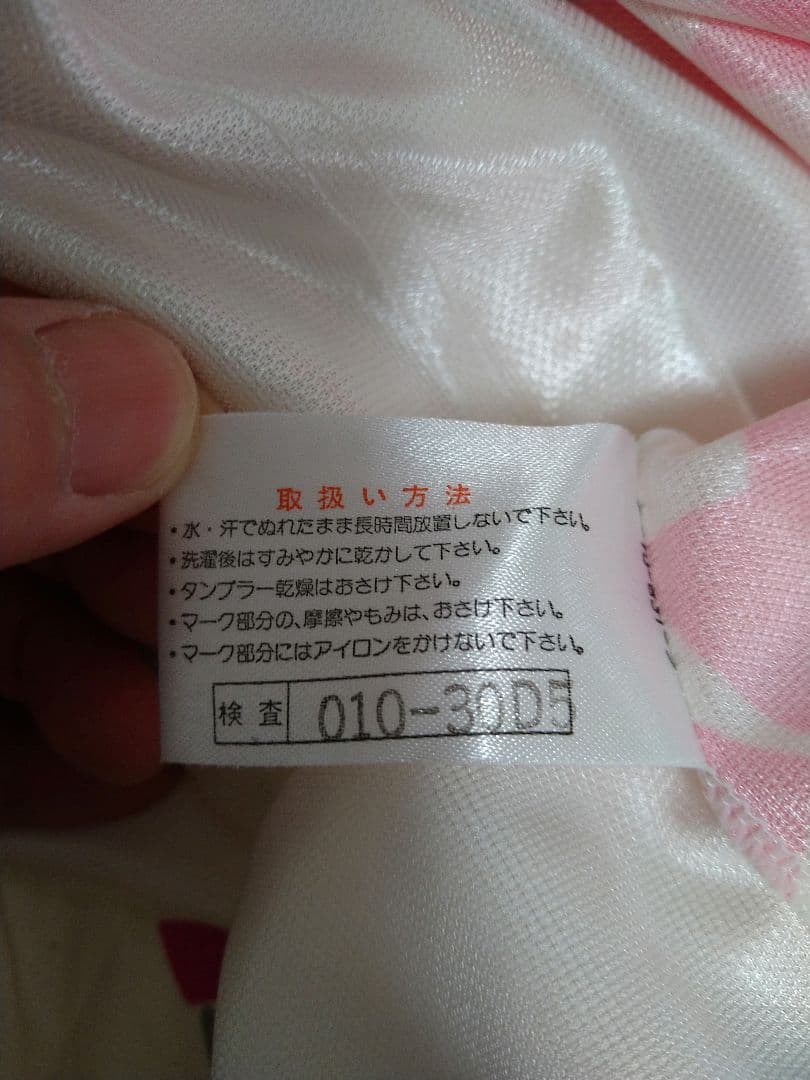 取扱い方法
・水・汗でぬれたまま長時間放置しないで下さい。
・洗濯後はすみやかに乾かして下さい。
・タンブラー乾燥はおさけ下さい。
・マーク部分の、摩擦やもみは、おさけ下さい。
・マーク部分にはアイロンをかけないで下さい。
検査 010-30D5